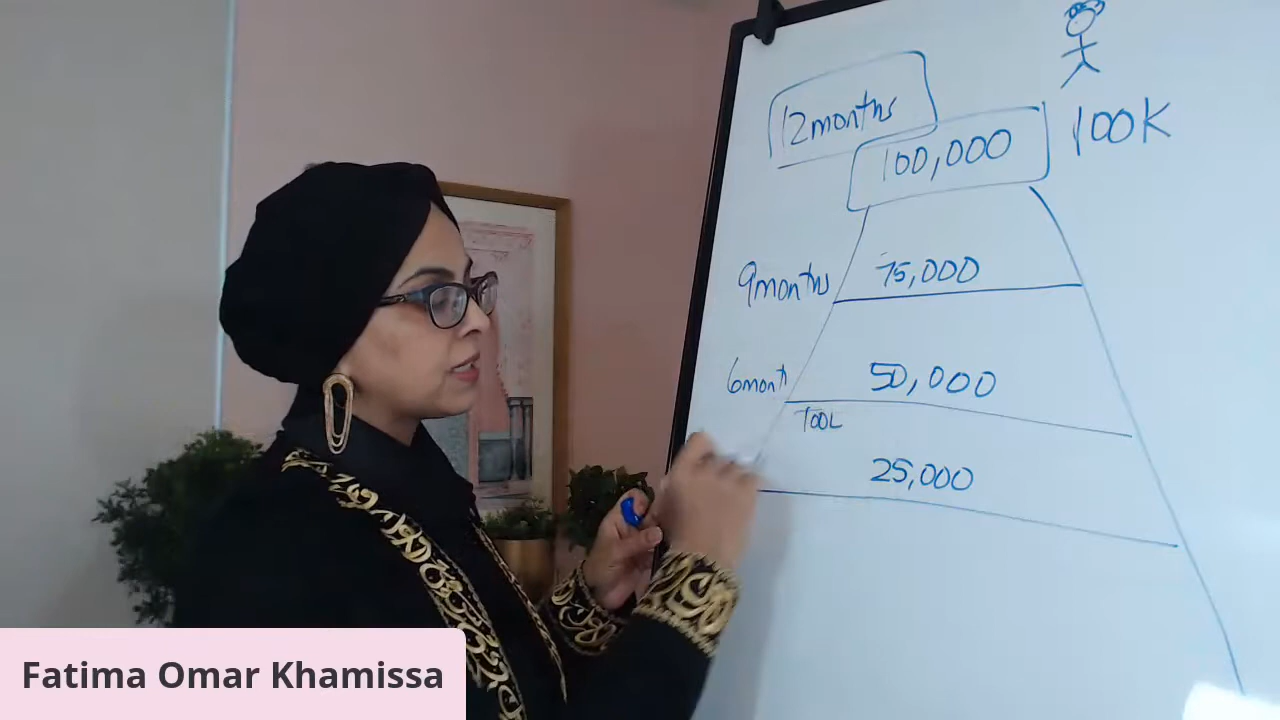 12months
100,000
100K
9months
75,000
6month
50,000
TOOL
25,000
Fatima Omar Khamissa